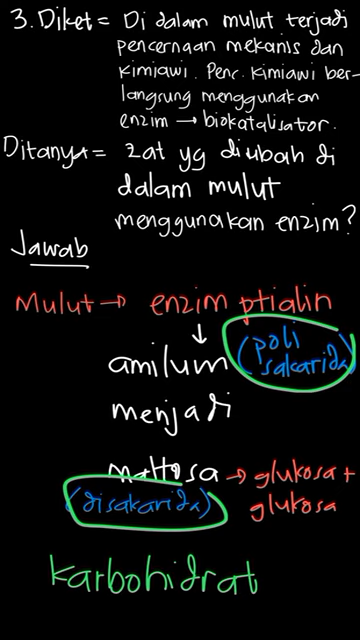 3. Diket = Di dalam mulut terjadi
pencernaan mekanis dan
kimiawi. Penc. kimiawi ber-
langsung menggunakan
enzim → biokatalisator.
Ditanya = zat yg diubah di
dalam mulut
menggunakan enzim?
Jawab
Mulut → enzim ptialin
↓
amilum (poli
sakarida)
menjadi
maltosa → glukosa +
(disakarida) glukosa
karbohidrat